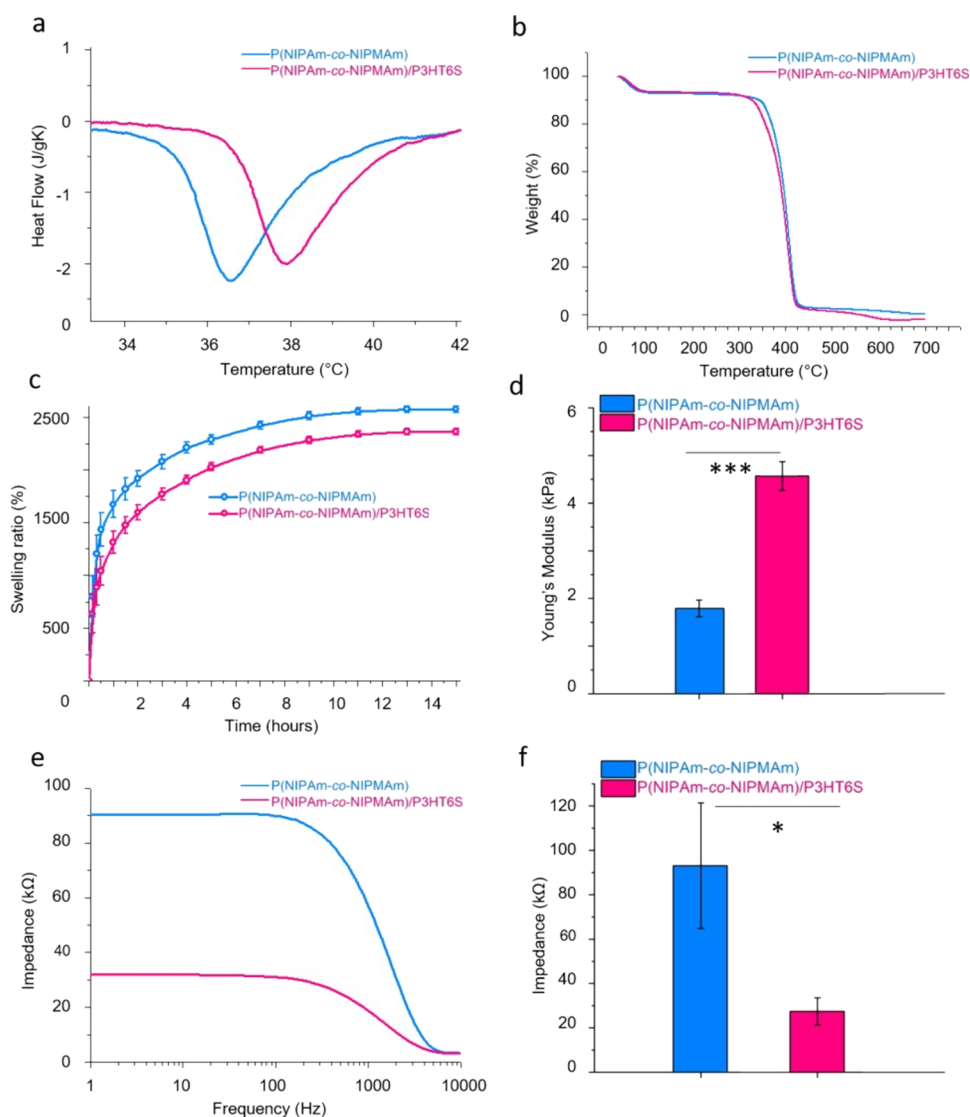 a
P(NIPAm-co-NIPMAm)
P(NIPAm-co-NIPMAm)/P3HT6S
1
0
-1
-2
0
Heat Flow (J/gK)
34
36
38
40
42
Temperature (°C)
b
P(NIPAm-co-NIPMAm)
P(NIPAm-co-NIPMAm)/P3HT6S
100
80
60
40
20
0
Weight (%)
0
100
200
300
400
500
600
700
Temperature (°C)
c
2500
1500
500
0
Swelling ratio (%)
P(NIPAm-co-NIPMAm)
P(NIPAm-co-NIPMAm)/P3HT6S
2
4
6
8
10
12
14
Time (hours)
d
P(NIPAm-co-NIPMAm)
P(NIPAm-co-NIPMAm)/P3HT6S
6
4
2
0
Young's Modulus (kPa)
***
e
P(NIPAm-co-NIPMAm)
P(NIPAm-co-NIPMAm)/P3HT6S
100
80
60
40
20
0
Impedance (kΩ)
1
10
100
1000
10000
Frequency (Hz)
f
P(NIPAm-co-NIPMAm)
P(NIPAm-co-NIPMAm)/P3HT6S
120
100
80
60
40
20
0
Impedance (kΩ)
*